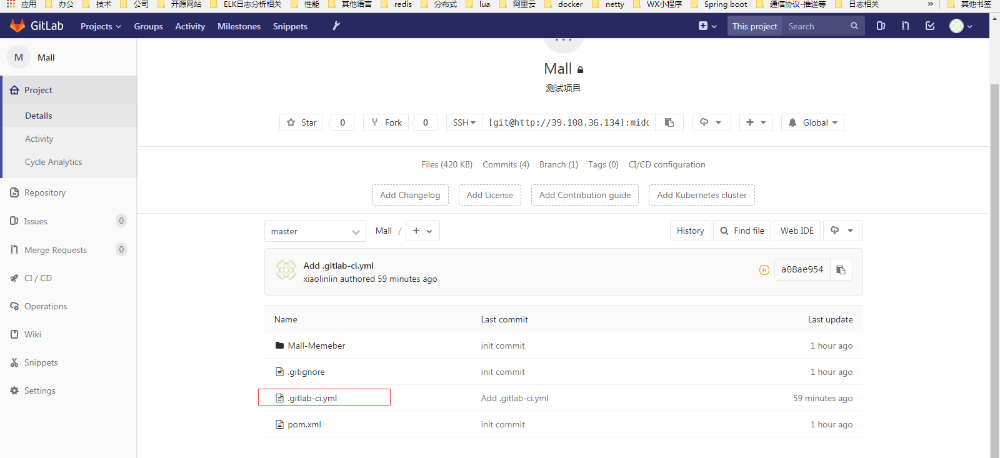 应用 办公 技术 公司 开源网站 ELK日志分析相关 性能 其他语言 redis 分布式 lua 阿里云 docker netty WX小程序 Spring boot 通信协议-推送等 日志相关 » 其他书签
GitLab Projects Groups Activity Milestones Snippets This project Search
M Mall
Project
Details
Activity
Cycle Analytics
Repository
Issues 0
Merge Requests 0
CI / CD
Operations
Wiki
Snippets
Settings
Mall
测试项目
Star 0 Fork 0 SSH [git@http://39.108.36.134]:midd Global
Files (420 KB) Commits (4) Branch (1) Tags (0) CI/CD configuration
Add Changelog Add License Add Contribution guide Add Kubernetes cluster
master Mall / + History Find file Web IDE
Add .gitlab-ci.yml
xiaolinlin authored 59 minutes ago
a08ae954
Name Last commit Last update
Mall-Memeber init commit 1 hour ago
.gitignore init commit 1 hour ago
.gitlab-ci.yml Add .gitlab-ci.yml 59 minutes ago
pom.xml init commit 1 hour ago